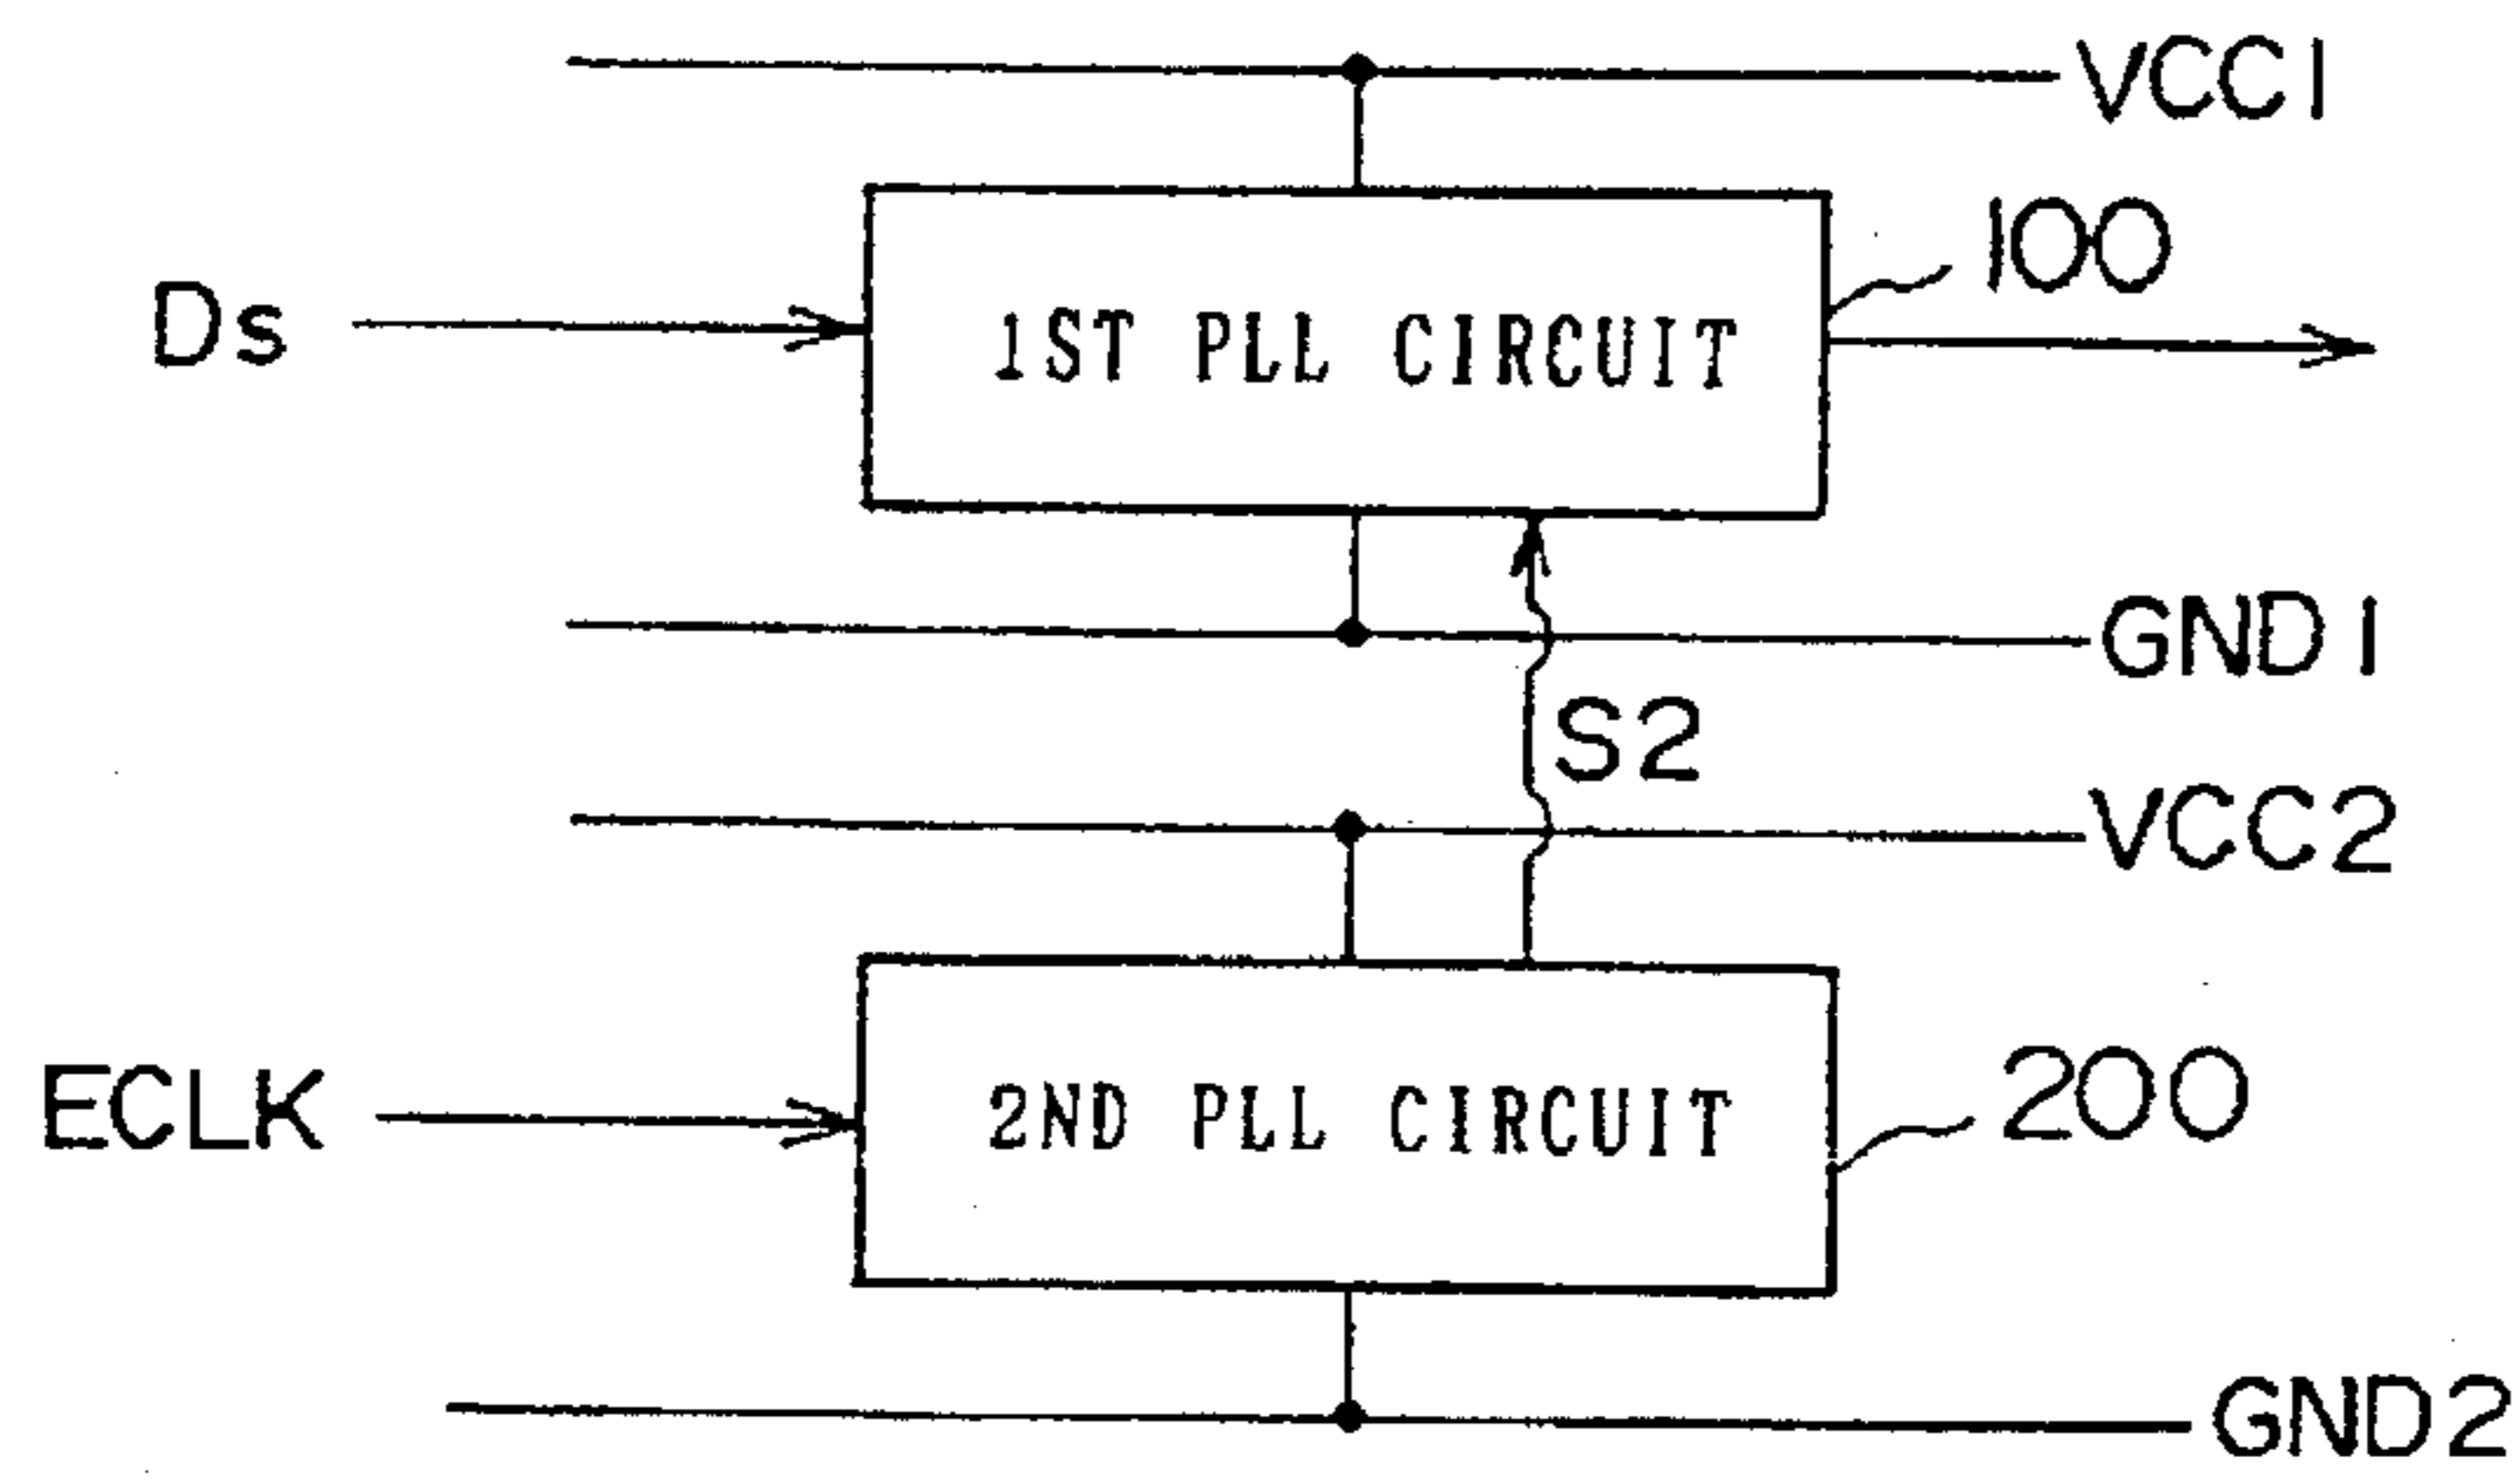 VCC1
100
Ds
1ST PLL CIRCUIT
GND1
S2
VCC2
ECLK
2ND PLL CIRCUIT
200
GND2